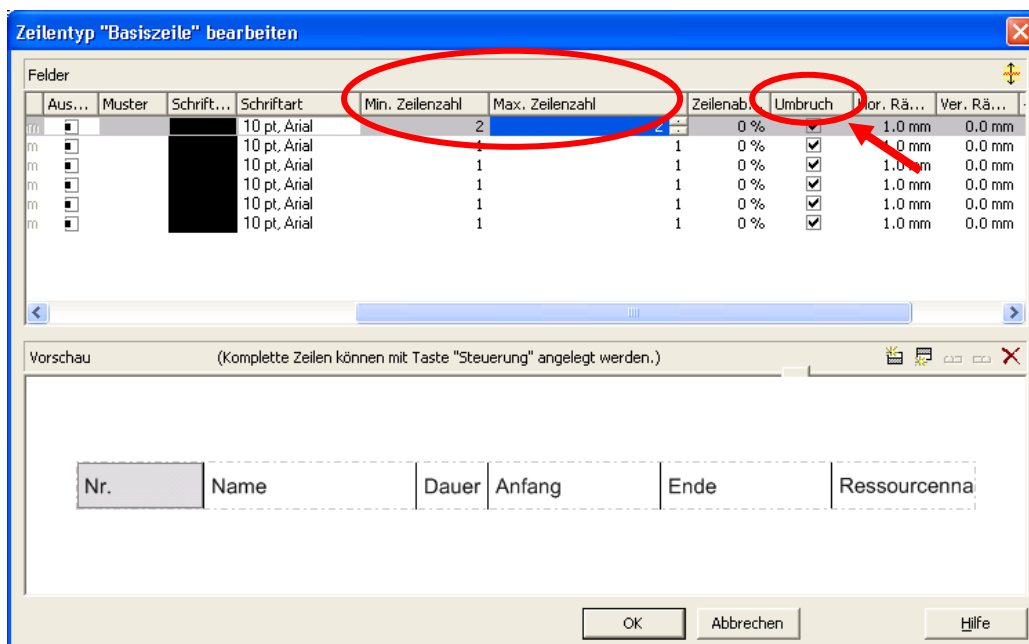 Zeilentyp "Basiszeile" bearbeiten
Felder
Aus... Muster Schrift... Schriftart Min. Zeilenzahl Max. Zeilenzahl Zeilenab... Umbruch Hor. Rä... Ver. Rä...
m 10 pt, Arial 2 2 0 % 1.0 mm 0.0 mm
m 10 pt, Arial 1 1 0 % 1.0 mm 0.0 mm
m 10 pt, Arial 1 1 0 % 1.0 mm 0.0 mm
m 10 pt, Arial 1 1 0 % 1.0 mm 0.0 mm
m 10 pt, Arial 1 1 0 % 1.0 mm 0.0 mm
m 10 pt, Arial 1 1 0 % 1.0 mm 0.0 mm
Vorschau (Komplette Zeilen können mit Taste "Steuerung" angelegt werden.)
Nr. Name Dauer Anfang Ende Ressourcenna
OK Abbrechen Hilfe